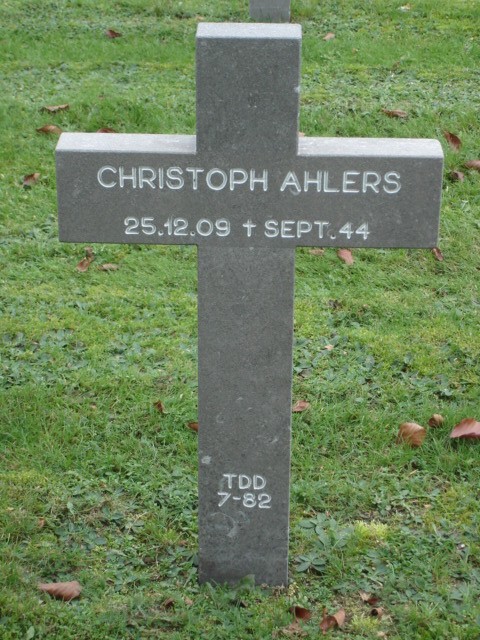 CHRISTOPH AHLERS
25.12.09 ✝ SEPT. 44
TDD
7-82